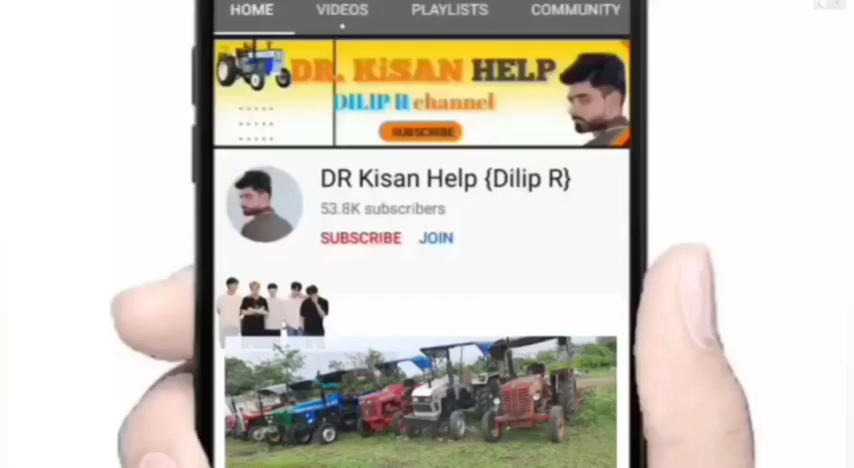 HOME VIDEOS PLAYLISTS COMMUNITY
DR. KiSAN HELP
DILIP R channel
SUBSCRIBE
DR Kisan Help {Dilip R}
53.8K subscribers
SUBSCRIBE JOIN